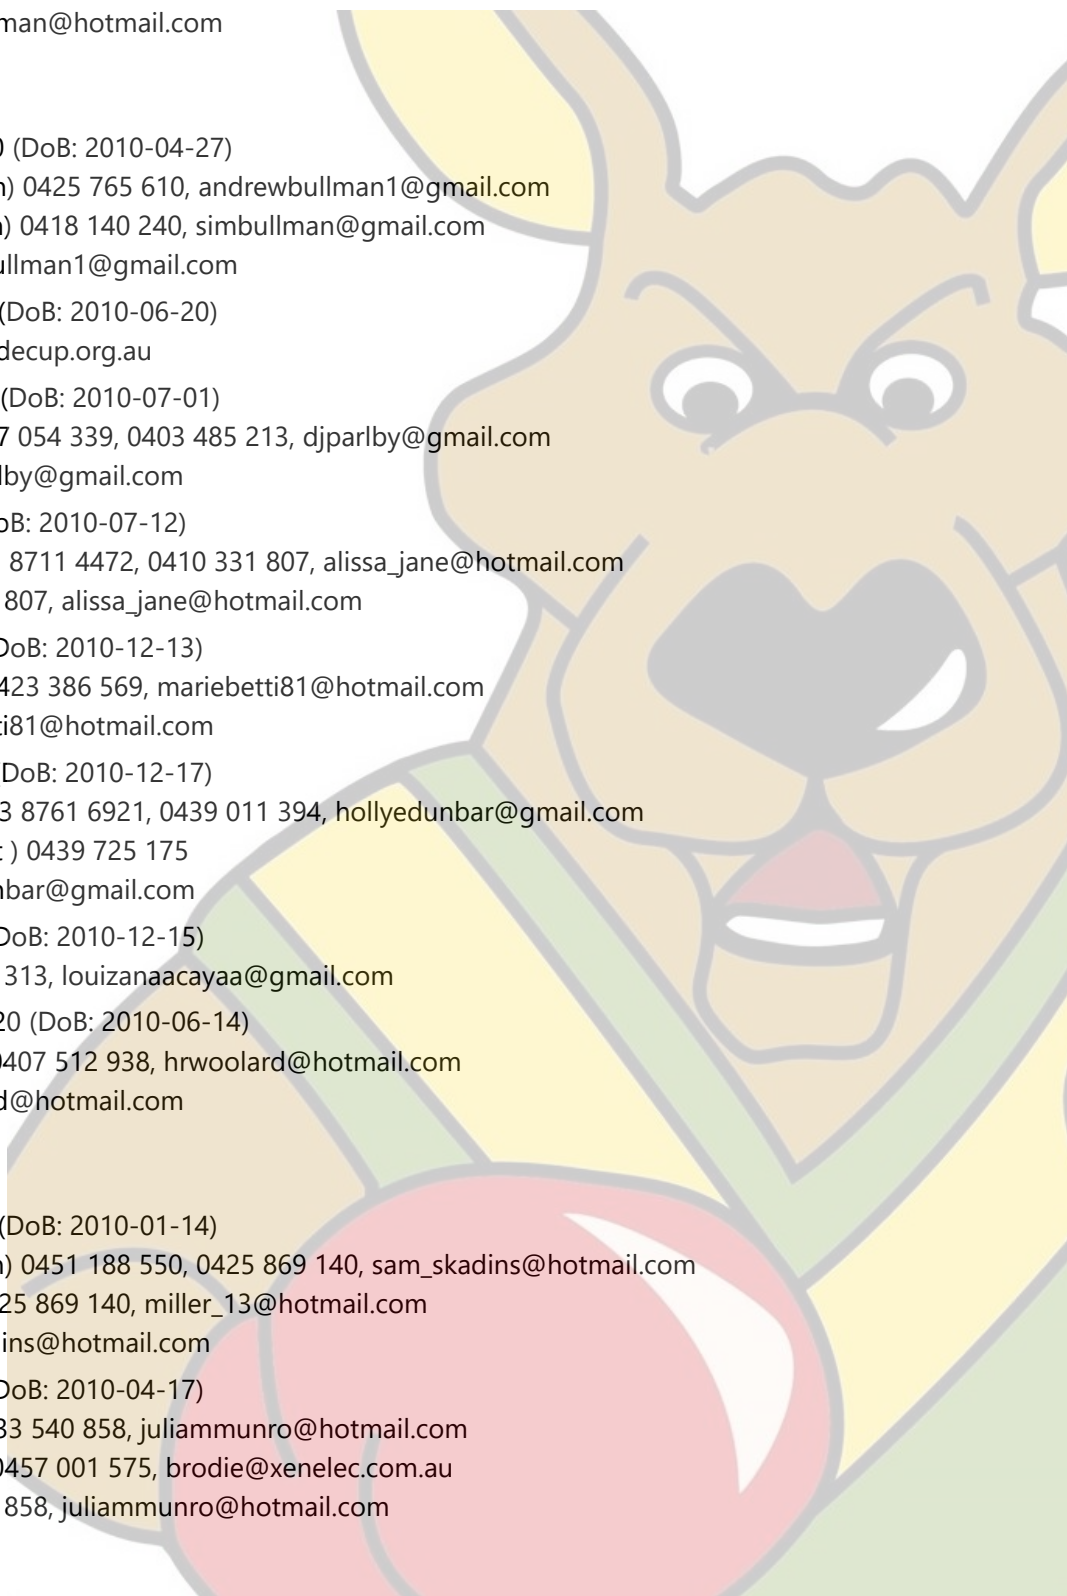 man@hotmail.com
(DoB: 2010-04-27)
) 0425 765 610, andrewbullman1@gmail.com
) 0418 140 240, simbullman@gmail.com
ullman1@gmail.com
(DoB: 2010-06-20)
decup.org.au
(DoB: 2010-07-01)
7 054 339, 0403 485 213, djparlby@gmail.com
lby@gmail.com
oB: 2010-07-12)
8711 4472, 0410 331 807, alissa_jane@hotmail.com
807, alissa_jane@hotmail.com
DoB: 2010-12-13)
423 386 569, mariebetti81@hotmail.com
ti81@hotmail.com
(DoB: 2010-12-17)
3 8761 6921, 0439 011 394, hollyedunbar@gmail.com
t ) 0439 725 175
nbar@gmail.com
DoB: 2010-12-15)
313, louizanaacayaa@gmail.com
20 (DoB: 2010-06-14)
0407 512 938, hrwoolard@hotmail.com
d@hotmail.com
(DoB: 2010-01-14)
) 0451 188 550, 0425 869 140, sam_skadins@hotmail.com
25 869 140, miller_13@hotmail.com
ins@hotmail.com
DoB: 2010-04-17)
33 540 858, juliammunro@hotmail.com
0457 001 575, brodie@xenelec.com.au
858, juliammunro@hotmail.com